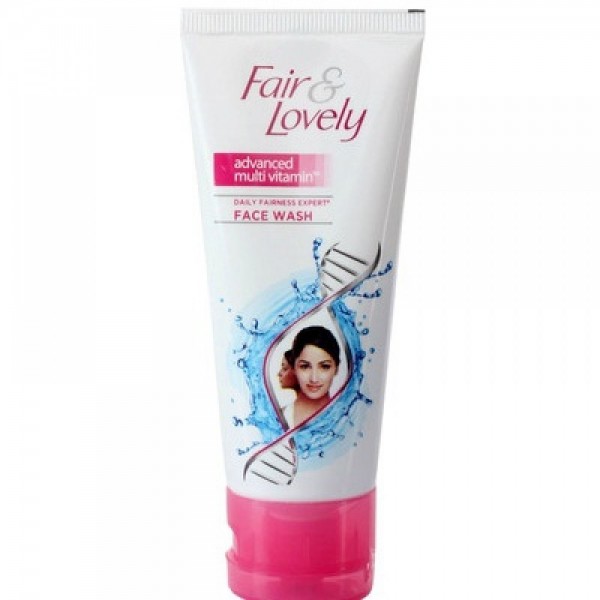 Fair &
Lovely
advanced
multi vitamin™
DAILY FAIRNESS EXPERT*
FACE WASH